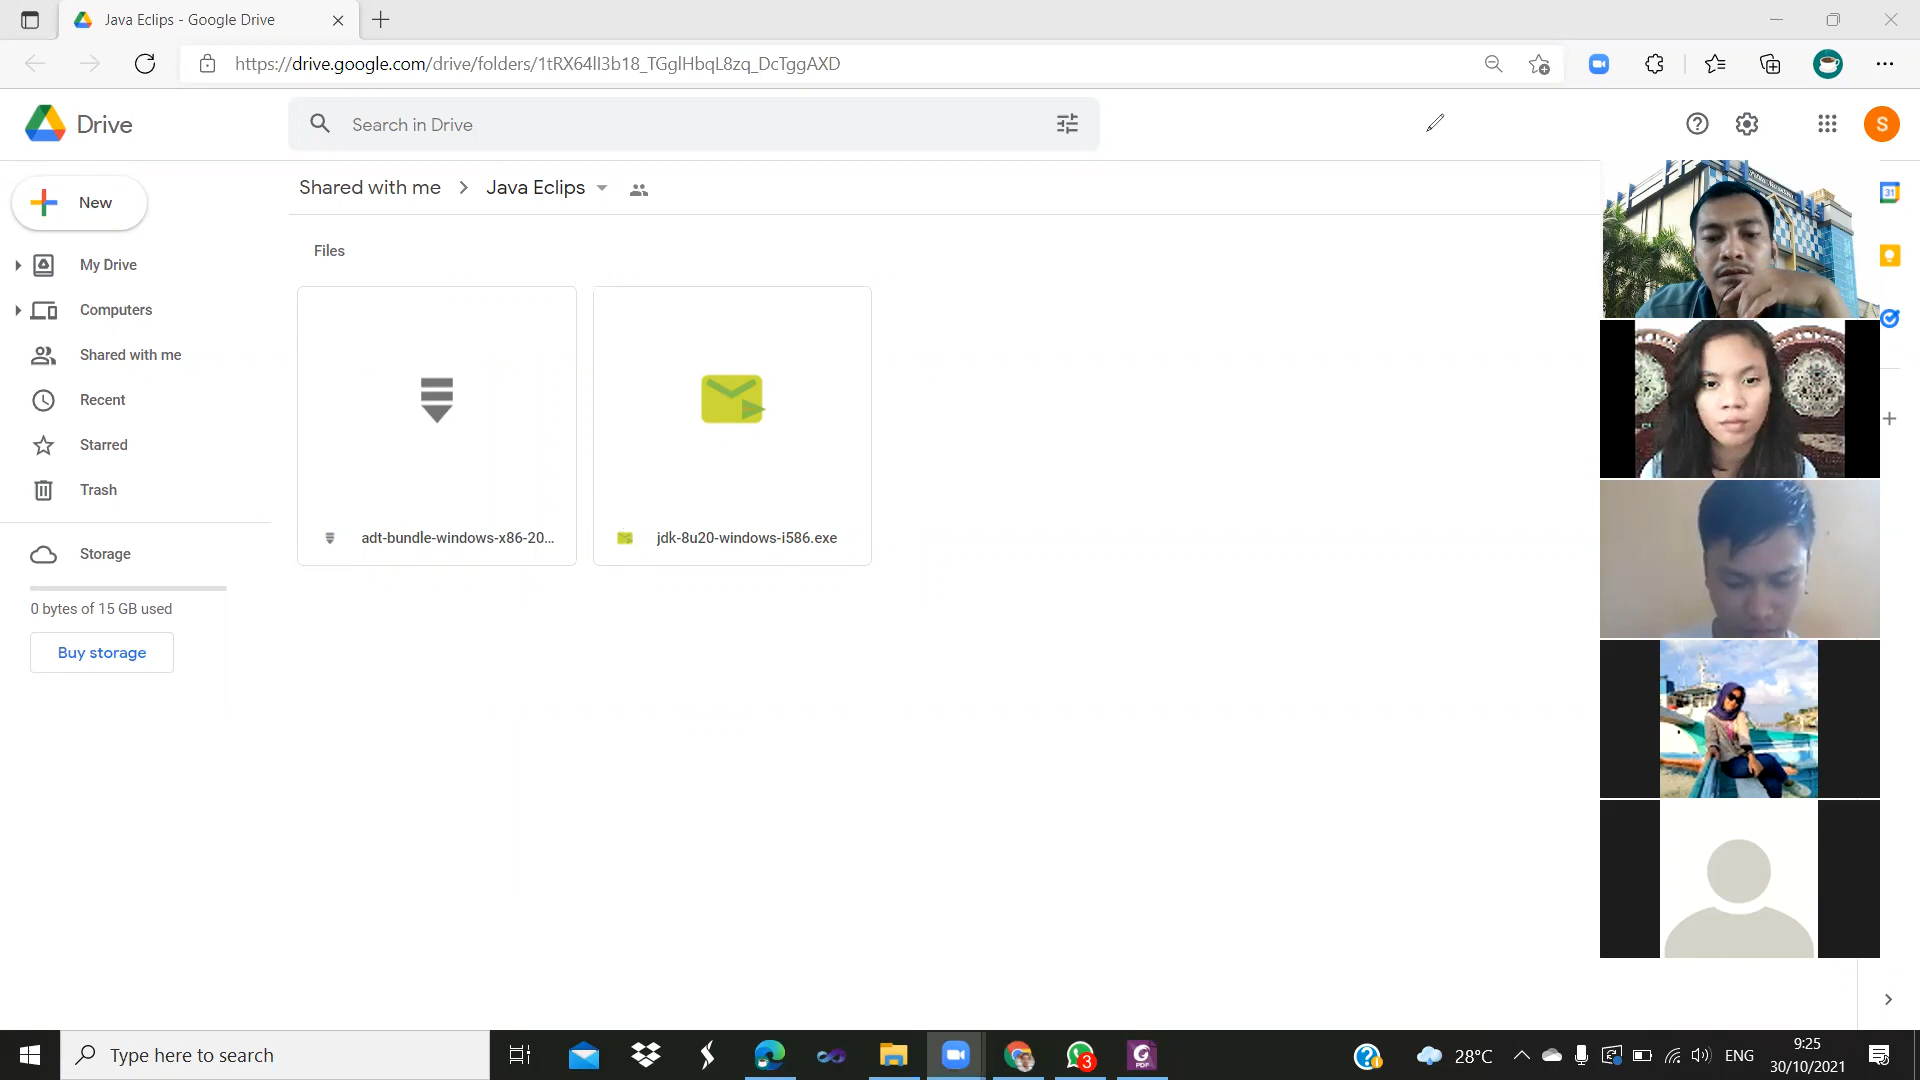 Java Eclips - Google Drive
https://drive.google.com/drive/folders/1tRX64lI3b18_TGglHbqL8zq_DcTggAXD
Drive
Search in Drive
S
New
Shared with me
Java Eclips
31
My Drive
Files
Computers
Shared with me
Recent
Starred
Trash
adt-bundle-windows-x86-20...
jdk-8u20-windows-i586.exe
Storage
0 bytes of 15 GB used
Buy storage
Type here to search
3
PDF
28°C
ENG
9:25
30/10/2021